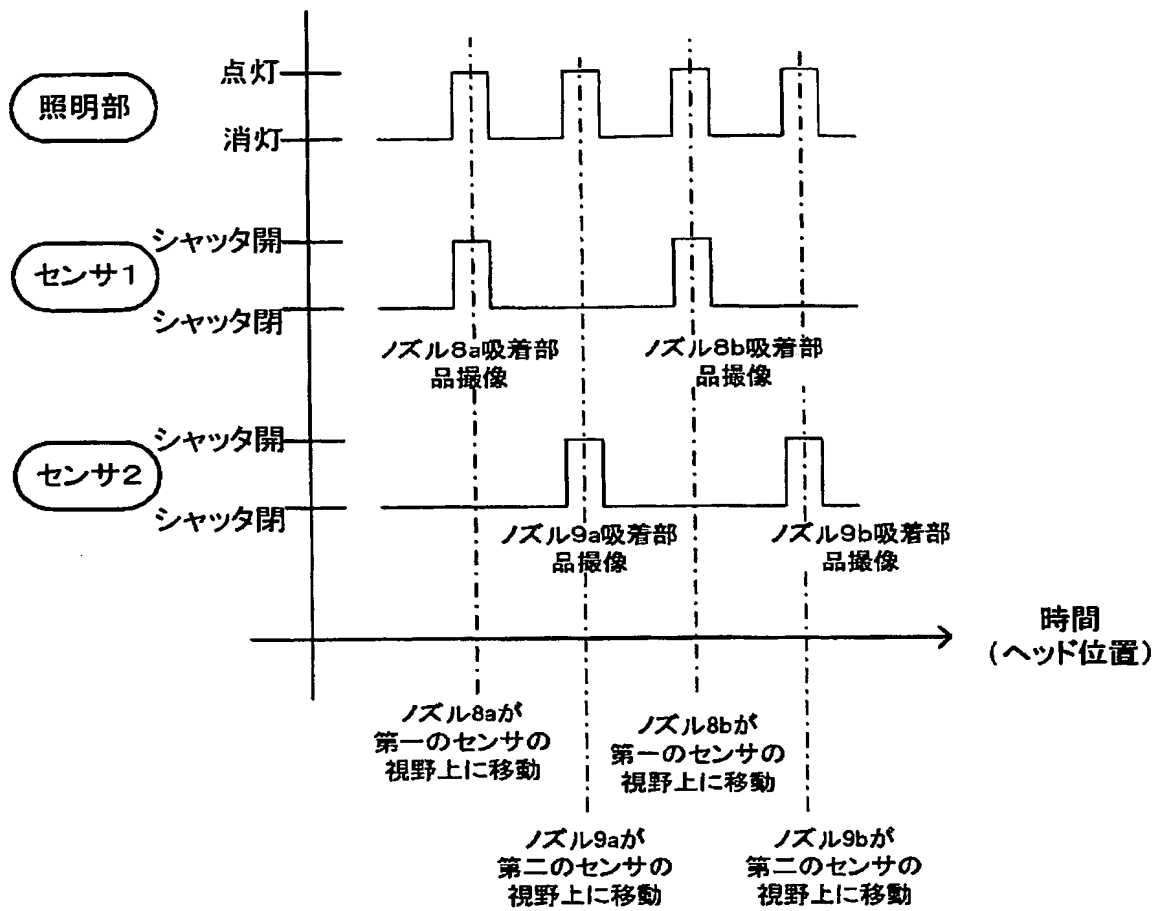 点灯
照明部
消灯
シャッタ開
センサ1
シャッタ閉
ノズル8a吸着部
品撮像
ノズル8b吸着部
品撮像
シャッタ開
センサ2
シャッタ閉
ノズル9a吸着部
品撮像
ノズル9b吸着部
品撮像
時間
(ヘッド位置)
ノズル8aが
第一のセンサの
視野上に移動
ノズル8bが
第一のセンサの
視野上に移動
ノズル9aが
第二のセンサの
視野上に移動
ノズル9bが
第二のセンサの
視野上に移動